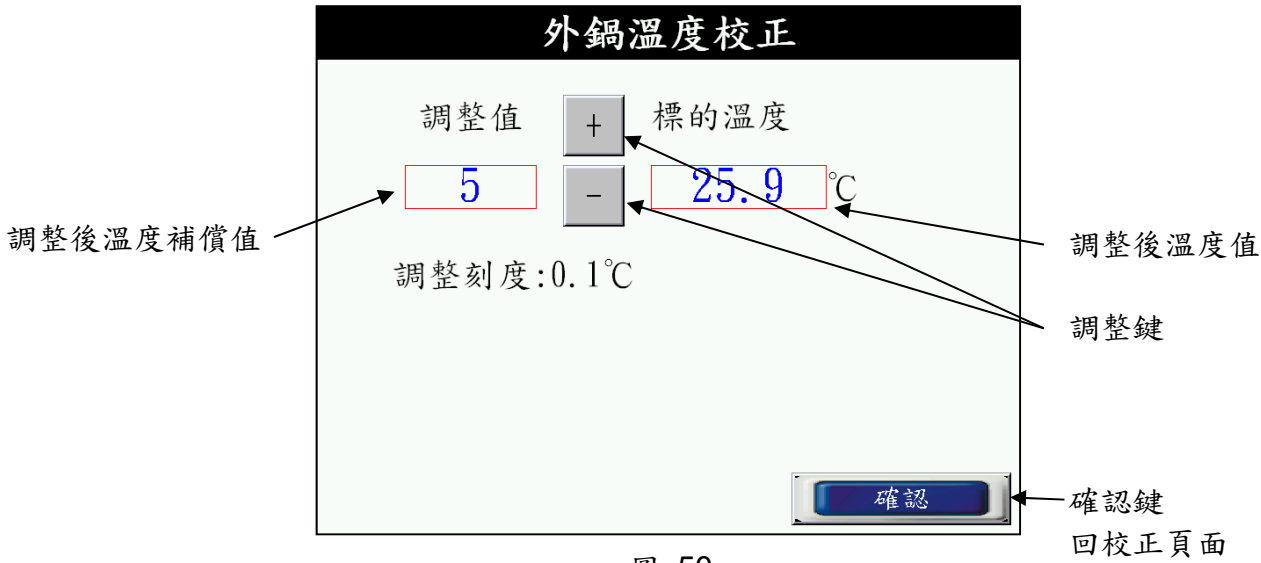 外鍋溫度校正
調整值 + 標的溫度
5 - 25.9 ℃
調整後溫度補償值
調整後溫度值
調整刻度:0.1℃
調整鍵
確認
確認鍵
回校正頁面